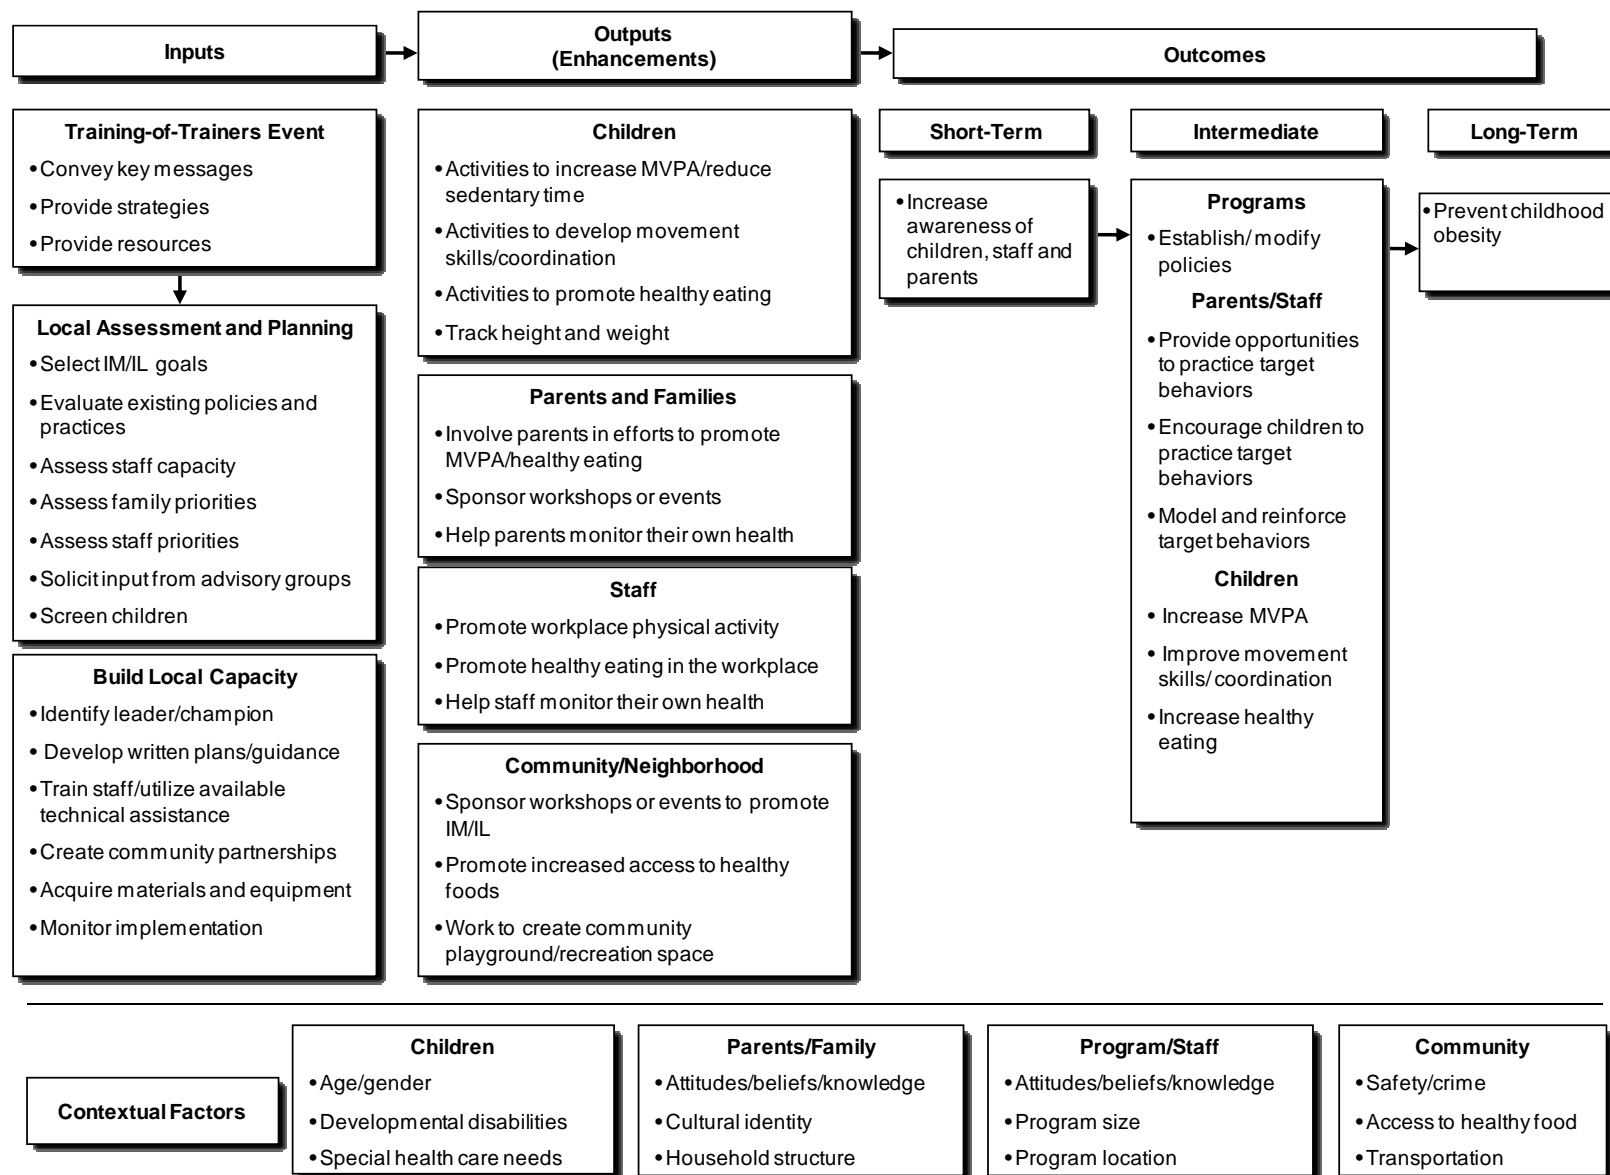 Inputs
Outputs
(Enhancements)
Outcomes
Training-of-Trainers Event
•Convey key messages
•Provide strategies
•Provide resources
Local Assessment and Planning
•Select IM/IL goals
•Evaluate existing policies and
practices
•Assess staff capacity
•Assess family priorities
•Assess staff priorities
•Solicit input from advisory groups
•Screen children
Build Local Capacity
•Identify leader/champion
•Develop written plans/guidance
•Train staff/utilize available
technical assistance
•Create community partnerships
•Acquire materials and equipment
•Monitor implementation
Children
•Activities to increase MVPA/reduce
sedentary time
•Activities to develop movement
skills/coordination
•Activities to promote healthy eating
•Track height and weight
Parents and Families
•Involve parents in efforts to promote
MVPA/healthy eating
•Sponsor workshops or events
•Help parents monitor their own health
Staff
•Promote workplace physical activity
•Promote healthy eating in the workplace
•Help staff monitor their own health
Community/Neighborhood
•Sponsor workshops or events to promote
IM/IL
•Promote increased access to healthy
foods
•Work to create community
playground/recreation space
Short-Term
•Increase
awareness of
children, staff and
parents
Intermediate
Programs
•Establish/modify
policies
Parents/Staff
•Provide opportunities
to practice target
behaviors
•Encourage children to
practice target
behaviors
•Model and reinforce
target behaviors
Children
•Increase MVPA
•Improve movement
skills/coordination
•Increase healthy
eating
Long-Term
•Prevent childhood
obesity
Contextual Factors
Children
•Age/gender
•Developmental disabilities
•Special health care needs
Parents/Family
•Attitudes/beliefs/knowledge
•Cultural identity
•Household structure
Program/Staff
•Attitudes/beliefs/knowledge
•Program size
•Program location
Community
•Safety/crime
•Access to healthy food
•Transportation